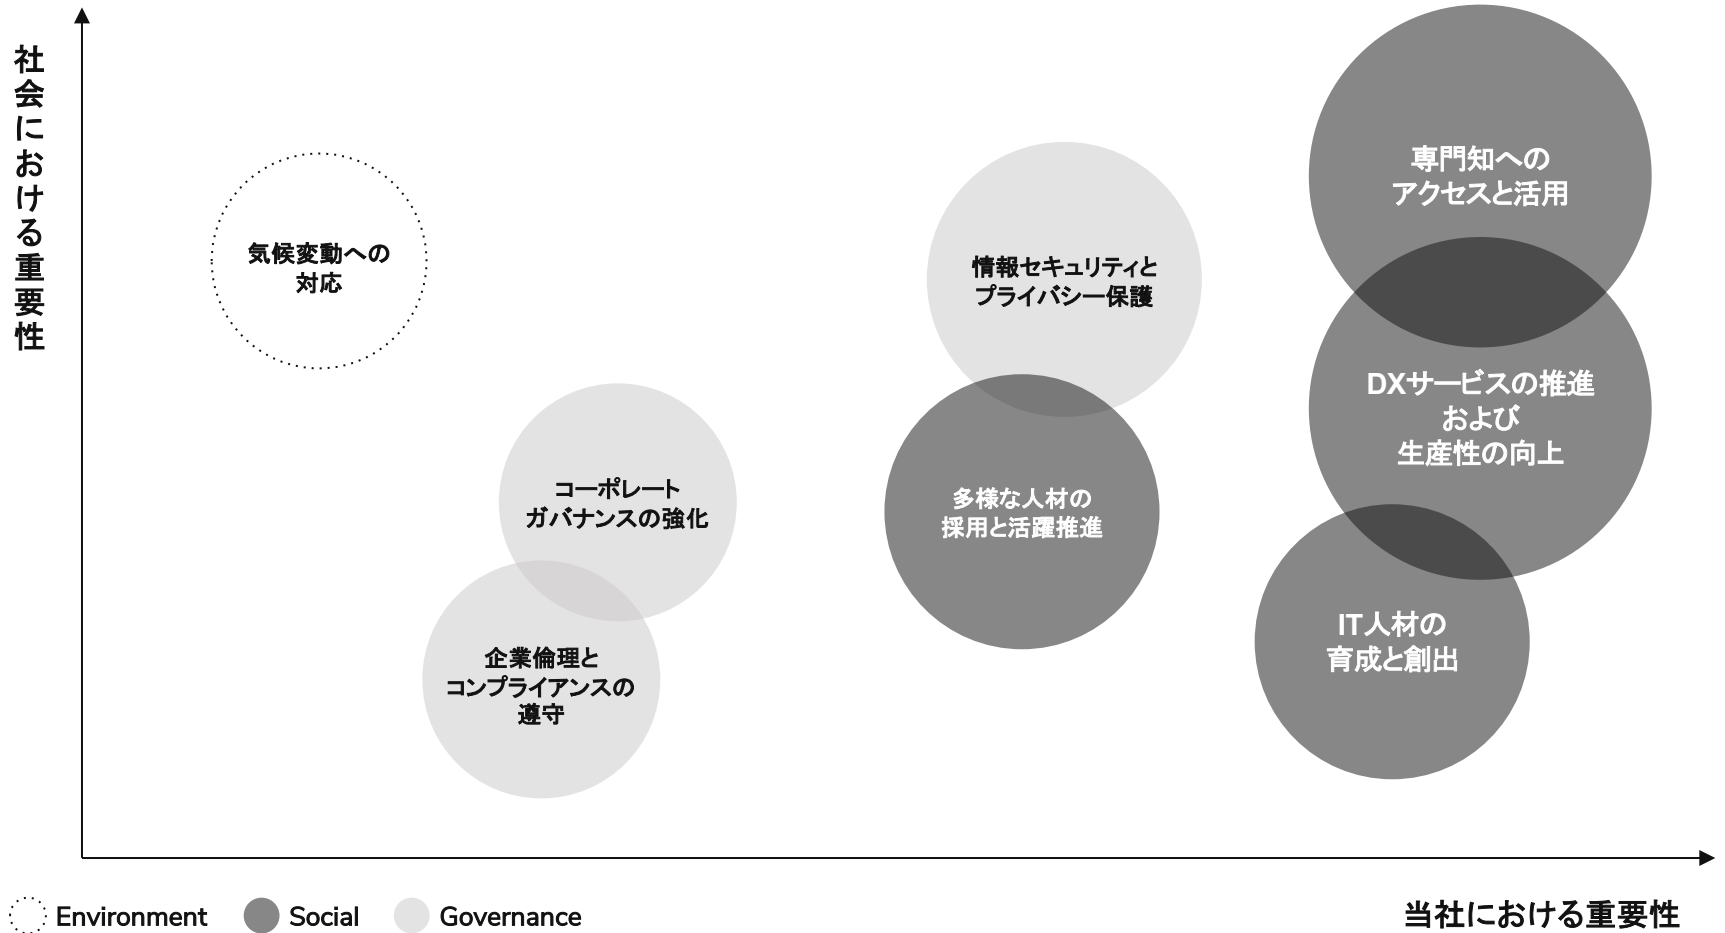 社会における重要性
気候変動への
対応
コーポレート
ガバナンスの強化
企業倫理と
コンプライアンスの
遵守
情報セキュリティと
プライバシー保護
多様な人材の
採用と活躍推進
専門知への
アクセスと活用
DXサービスの推進
および
生産性の向上
IT人材の
育成と創出
Environment
Social
Governance
当社における重要性